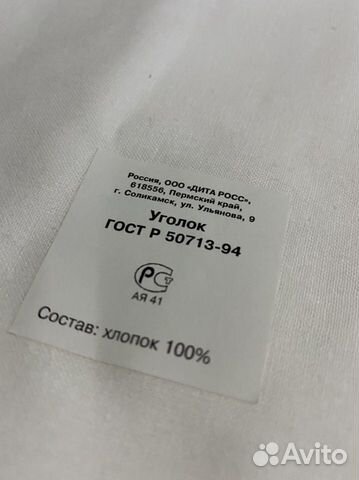 Россия, ООО «ДИТА РОСС»,
618556, Пермский край,
г. Соликамск, ул. Ульянова, 9
Уголок
ГОСТ Р 50713-94
РСТ
АЯ 41
Состав: хлопок 100%
Avito